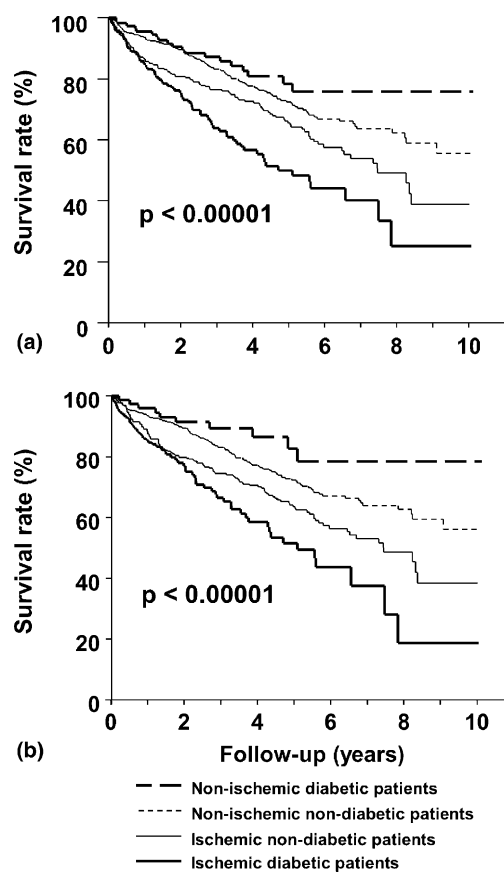 100
80
60
40
20
0
Survival rate (%)
p < 0.00001
0 2 4 6 8 10
(a)
100
80
60
40
20
0
Survival rate (%)
p < 0.00001
0 2 4 6 8 10
(b)
Follow-up (years)
Non-ischemic diabetic patients
Non-ischemic non-diabetic patients
Ischemic non-diabetic patients
Ischemic diabetic patients